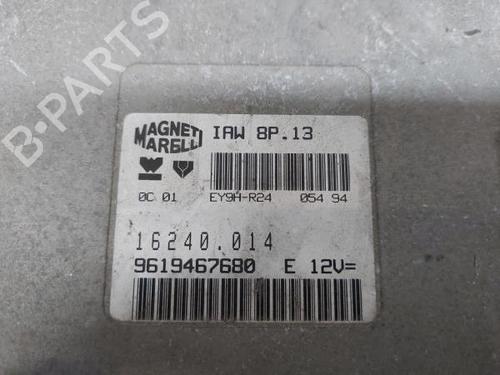 B-PARTS
MAGNETI MARELLI
IAW 8P.13
0C 01 EY9H-R24 054 94
16240.014
9619467680 E 12V=